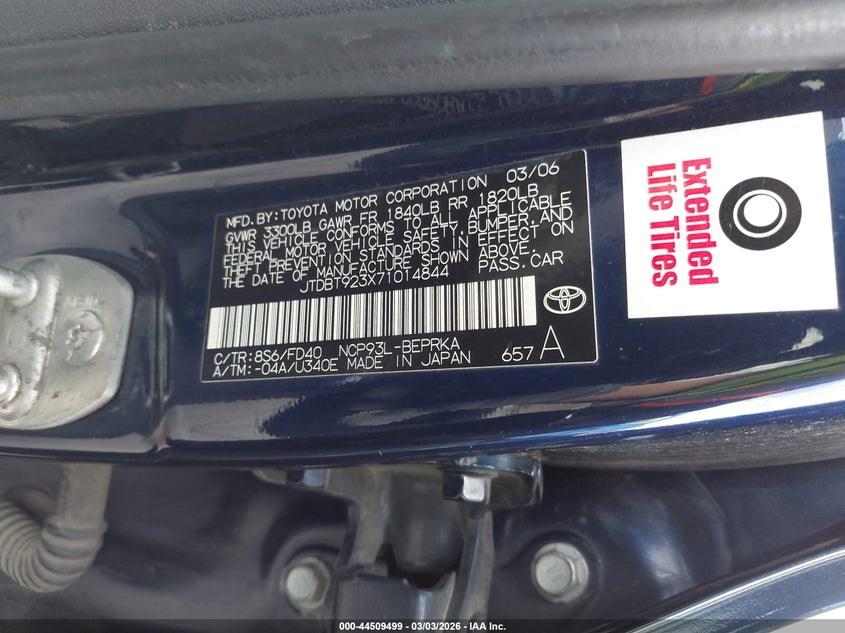 MFD. BY: TOYOTA MOTOR CORPORATION 03/06
GVWR 3300LB GAWR FR 1840LB RR 1820LB
THIS VEHICLE CONFORMS TO ALL APPLICABLE
FEDERAL MOTOR VEHICLE SAFETY, BUMPER, AND
THEFT PREVENTION STANDARDS IN EFFECT ON
THE DATE OF MANUFACTURE SHOWN ABOVE.
JTDBT923X71014844 PASS. CAR
C/TR: 8S6/FD40 NCP93L-BEPRKA
A/TM: -04A/U340E MADE IN JAPAN 657 A
Extended
Life Tires
000-44509499 - 03/03/2026 - IAA Inc.